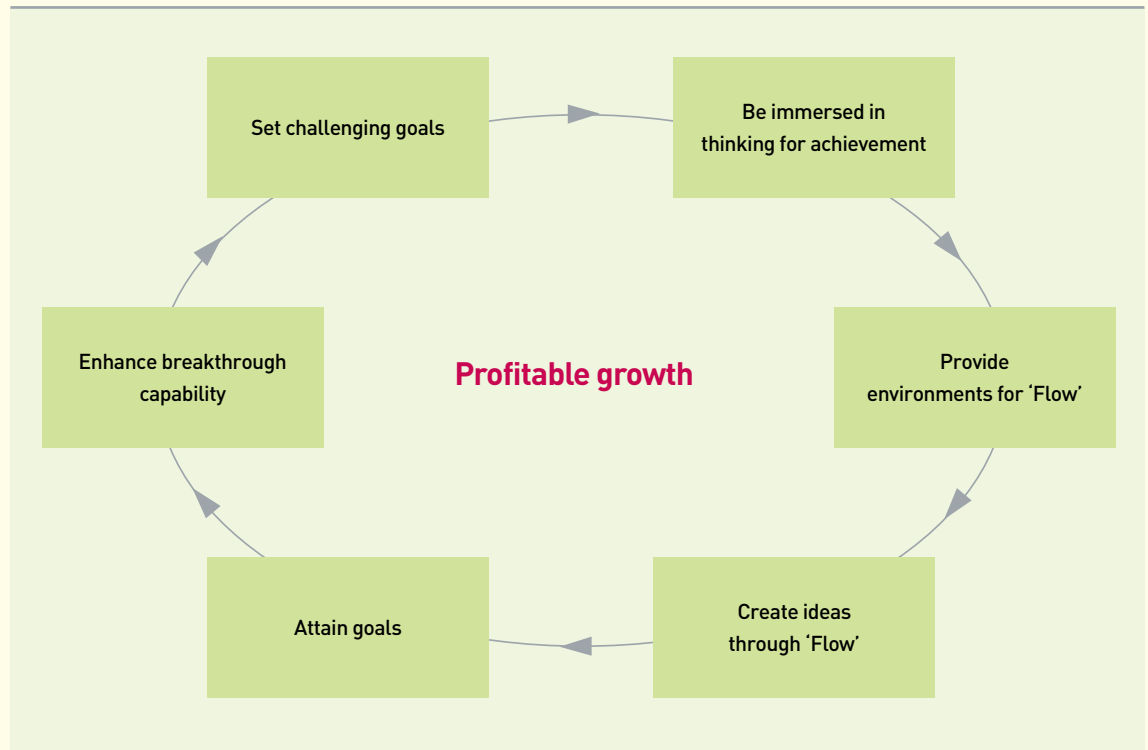 Set challenging goals
Be immersed in
thinking for achievement
Enhance breakthrough
capability
Profitable growth
Provide
environments for ‘Flow’
Attain goals
Create ideas
through ‘Flow’